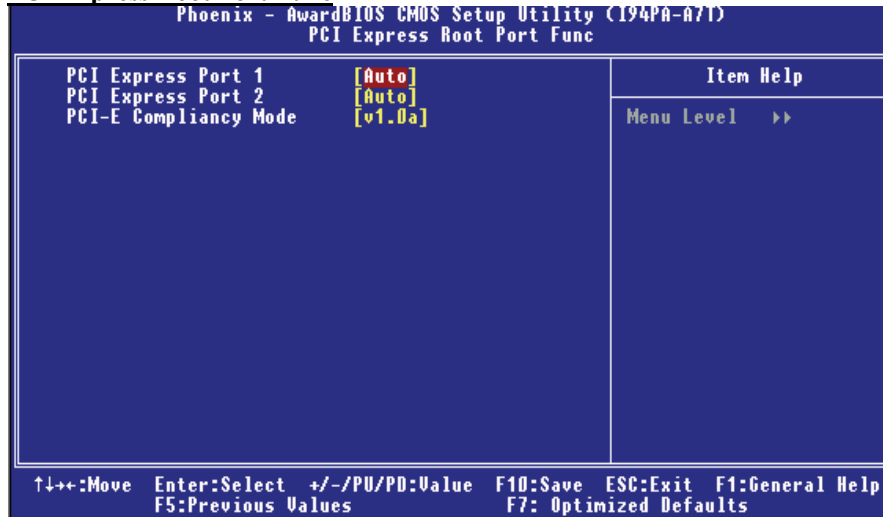 Phoenix - AwardBIOS CMOS Setup Utility (I94PA-A7T)
PCI Express Root Port Func
PCI Express Port 1 [Auto]
PCI Express Port 2 [Auto]
PCI-E Compliancy Mode [v1.0a]
Item Help
Menu Level ▸▸
↑↓→←:Move Enter:Select +/-/PU/PD:Value F10:Save ESC:Exit F1:General Help
F5:Previous Values F7: Optimized Defaults